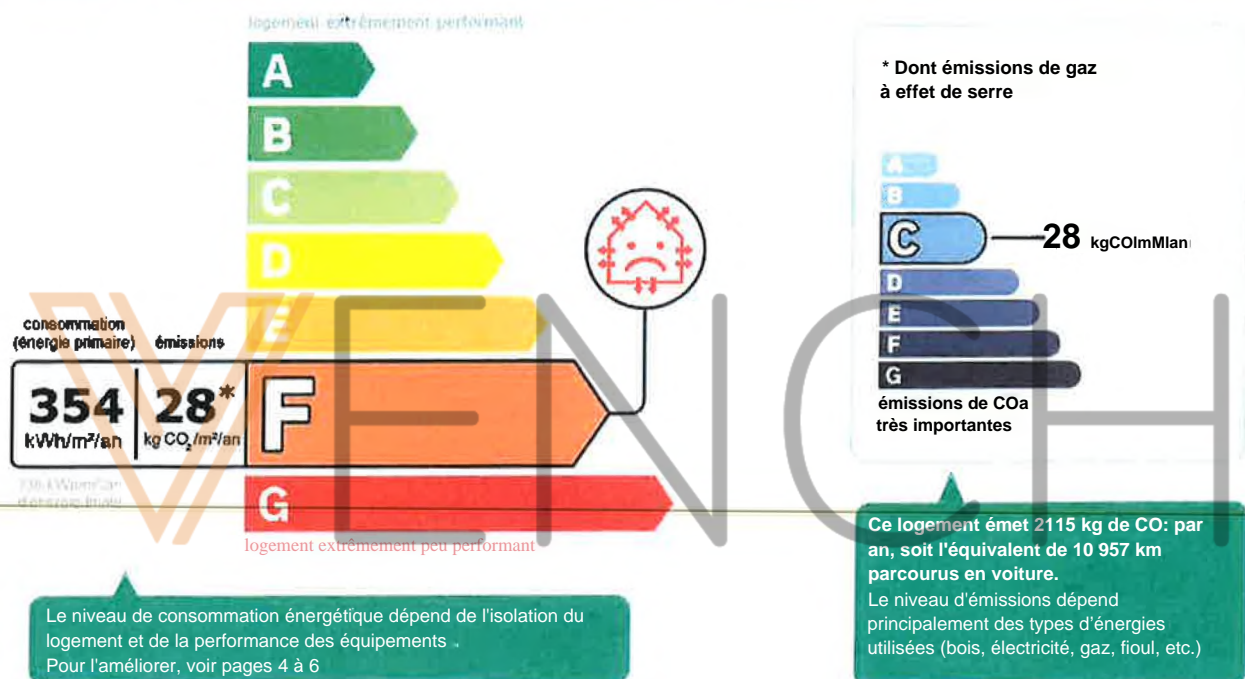 logement extrêmement performant
A
B
C
D
E
consommation
(énergie primaire)
émissions
354
kWh/m²/an
28*
kg CO₂/m²/an
F
G
logement extrêmement peu performant
Le niveau de consommation énergétique dépend de l'isolation du
logement et de la performance des équipements .
Pour l'améliorer, voir pages 4 à 6
* Dont émissions de gaz
à effet de serre
A
B
C
28 kgCOImMIan
D
E
F
G
émissions de COa
très importantes
Ce logement émet 2115 kg de CO: par
an, soit l'équivalent de 10 957 km
parcourus en voiture.
Le niveau d'émissions dépend
principalement des types d'énergies
utilisées (bois, électricité, gaz, fioul, etc.)
VENCH